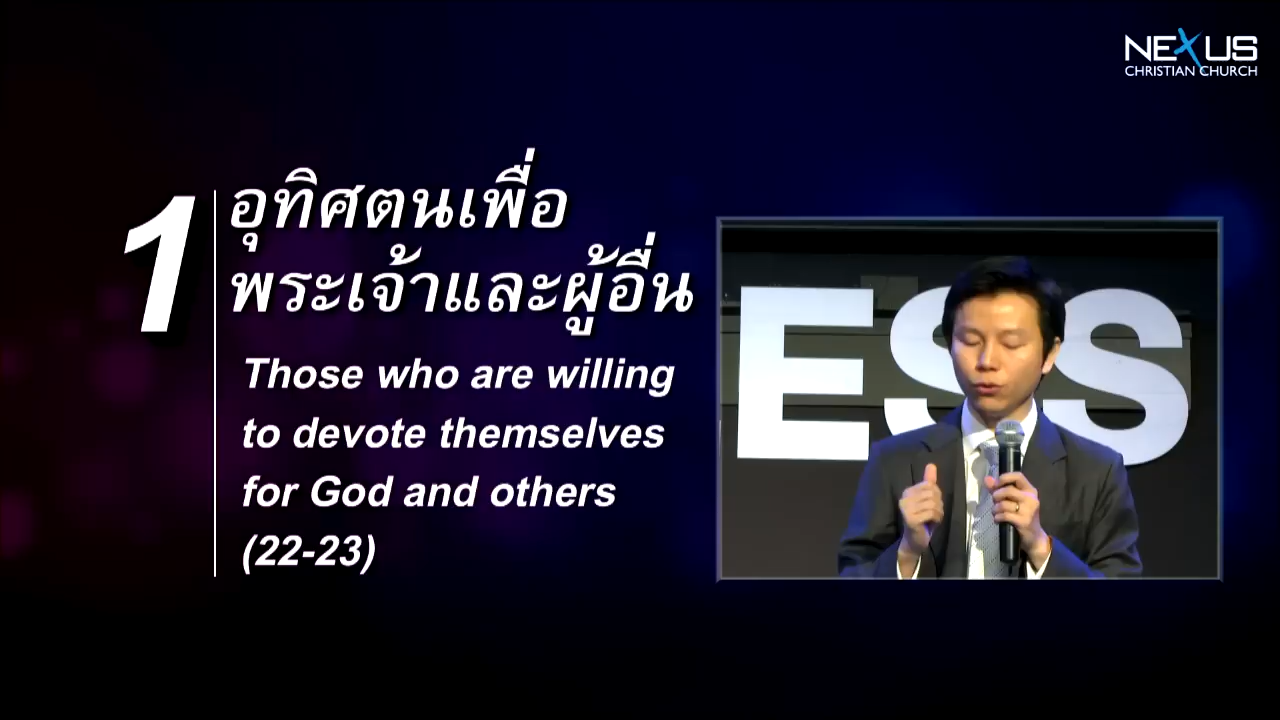 NEXUS
CHRISTIAN CHURCH
1
อุทิศตนเพื่อ
พระเจ้าและผู้อื่น
Those who are willing
to devote themselves
for God and others
(22-23)
ESS